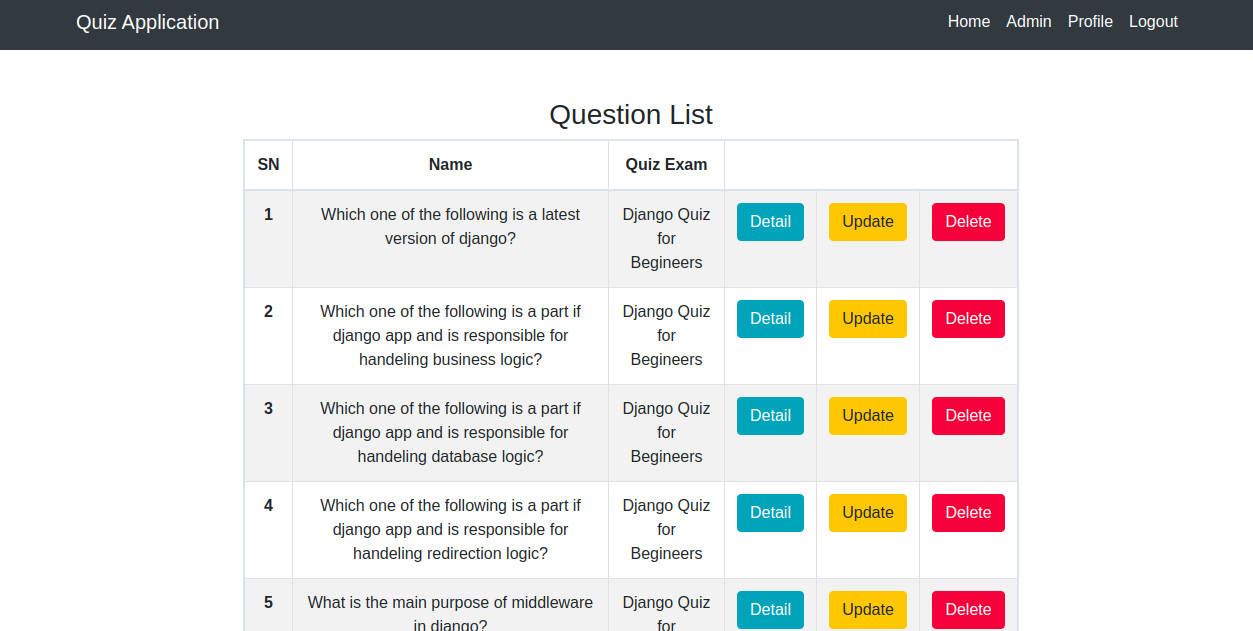 Quiz Application
Home Admin Profile Logout
Question List
SN Name Quiz Exam
1 Which one of the following is a latest Django Quiz Detail Update Delete
version of django? for
Begineers
2 Which one of the following is a part if Django Quiz Detail Update Delete
django app and is responsible for for
handeling business logic? Begineers
3 Which one of the following is a part if Django Quiz Detail Update Delete
django app and is responsible for for
handeling database logic? Begineers
4 Which one of the following is a part if Django Quiz Detail Update Delete
django app and is responsible for for
handeling redirection logic? Begineers
5 What is the main purpose of middleware Django Quiz Detail Update Delete
in django? for